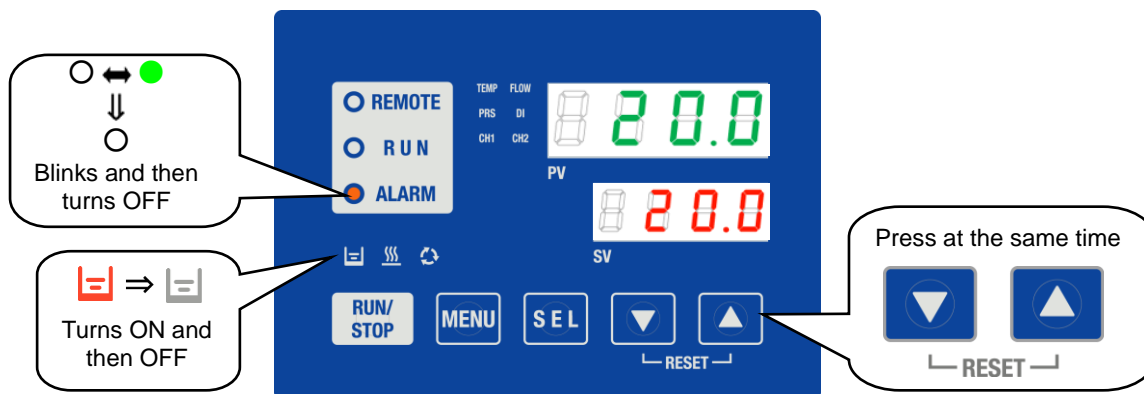 Blinks and then
turns OFF
Turns ON and
then OFF
REMOTE
RUN
ALARM
TEMP FLOW
PRS DI
CH1 CH2
20.0
PV
20.0
SV
RUN/
STOP
MENU
SEL
RESET
Press at the same time
RESET